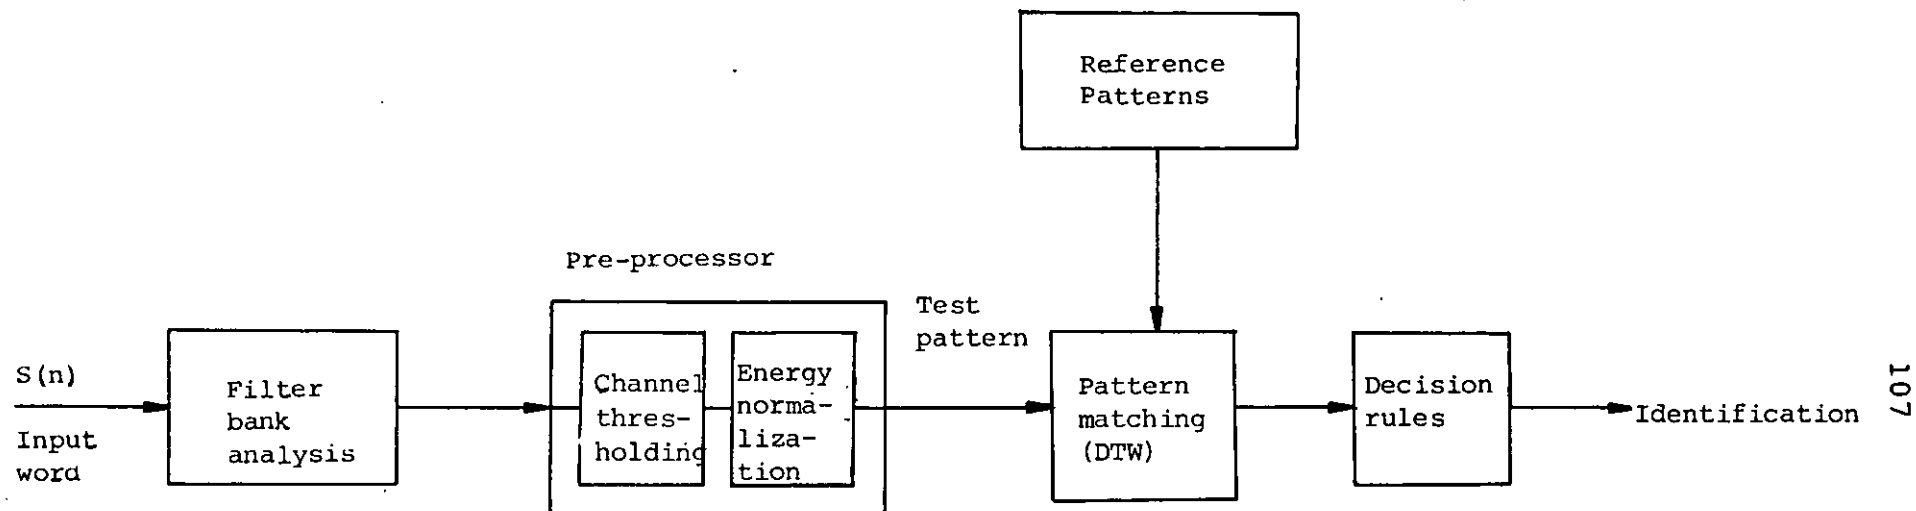 Reference
Patterns
Pre-processor
Test
pattern
S(n)
Input
word
Filter
bank
analysis
Channel
thres-
holding
Energy
norma-
liza-
tion
Pattern
matching
(DTW)
Decision
rules
Identification
107